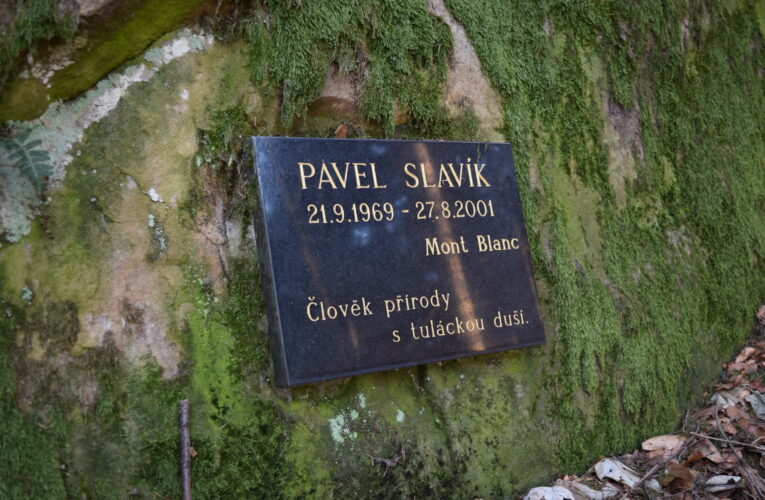 PAVEL SLAVÍK
21.9.1969 - 27.8.2001
Mont Blanc
Člověk přírody
s tuláckou duší.